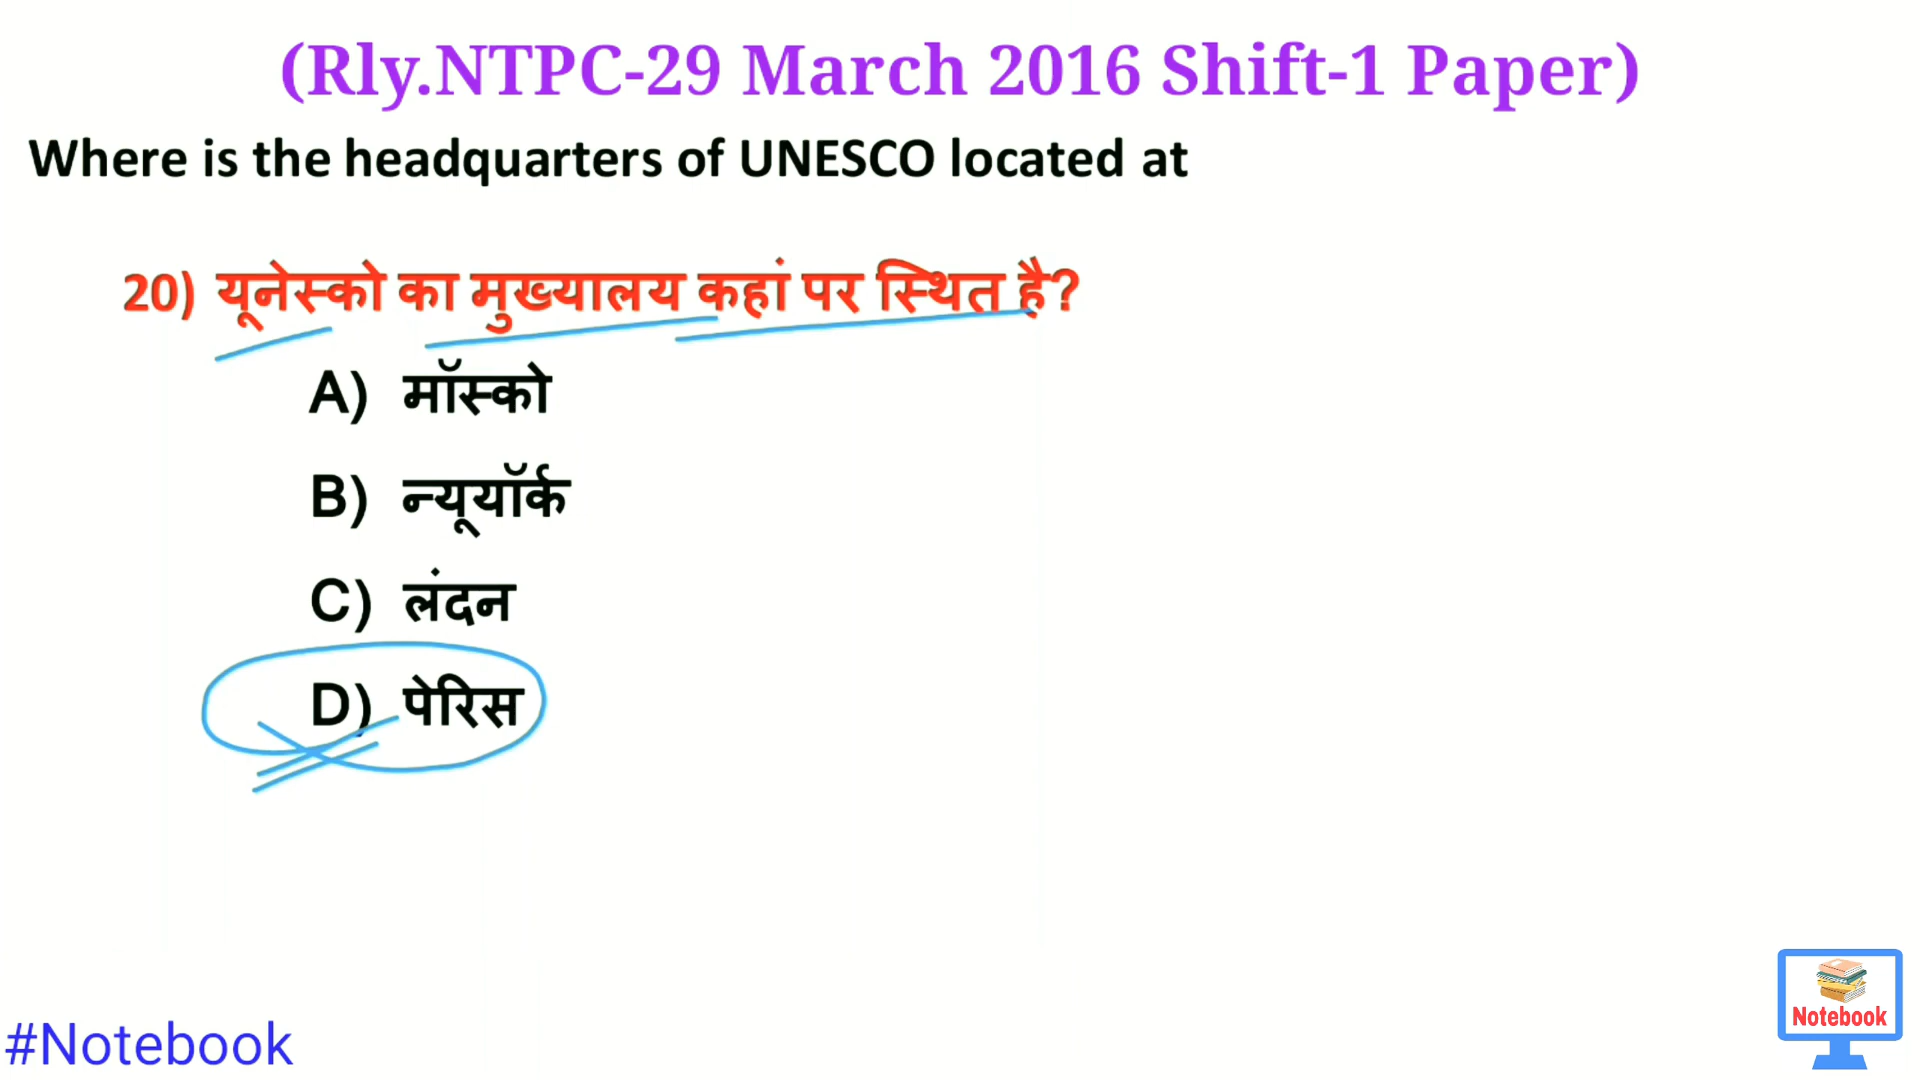 (Rly.NTPC-29 March 2016 Shift-1 Paper)
Where is the headquarters of UNESCO located at
20) यूनेस्को का मुख्यालय कहां पर स्थित है?
A) मॉस्को
B) न्यूयॉर्क
C) लंदन
D) पेरिस
#Notebook
Notebook